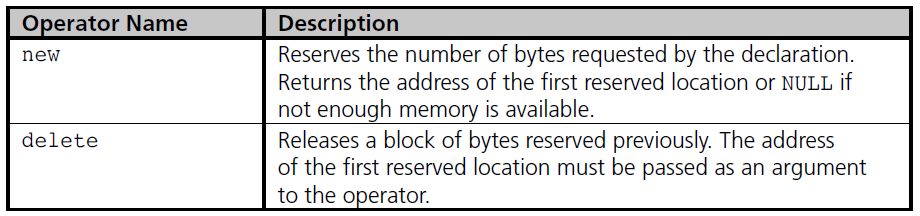 Operator Name Description
new Reserves the number of bytes requested by the declaration.
Returns the address of the first reserved location or NULL if
not enough memory is available.
delete Releases a block of bytes reserved previously. The address
of the first reserved location must be passed as an argument
to the operator.